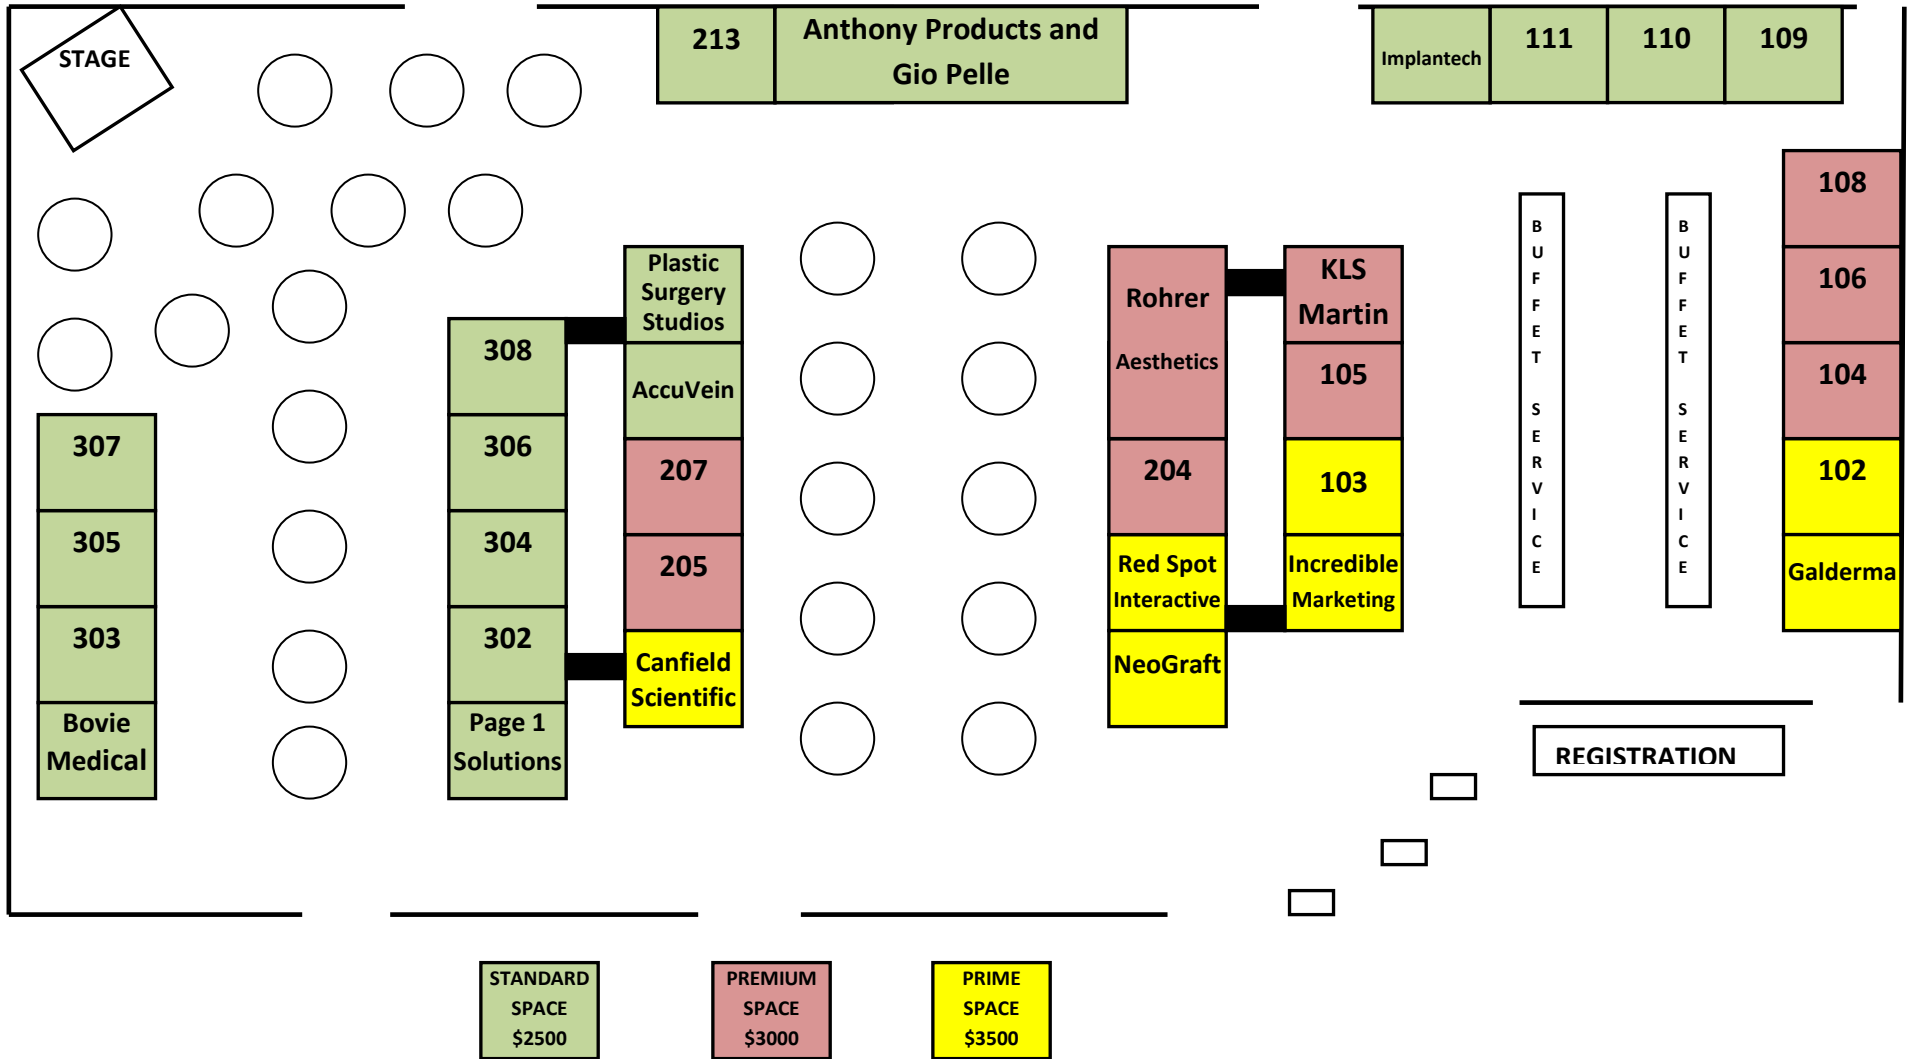 STAGE
213
Anthony Products and
Gio Pelle
Implantech
111
110
109
108
106
104
102
Galderma
BUFFET SERVICE
BUFFET SERVICE
KLS
Martin
105
103
Incredible
Marketing
Rohrer
Aesthetics
204
Red Spot
Interactive
NeoGraft
Plastic
Surgery
Studios
AccuVein
207
205
Canfield
Scientific
308
306
304
302
Page 1
Solutions
307
305
303
Bovie
Medical
REGISTRATION
STANDARD
SPACE
$2500
PREMIUM
SPACE
$3000
PRIME
SPACE
$3500